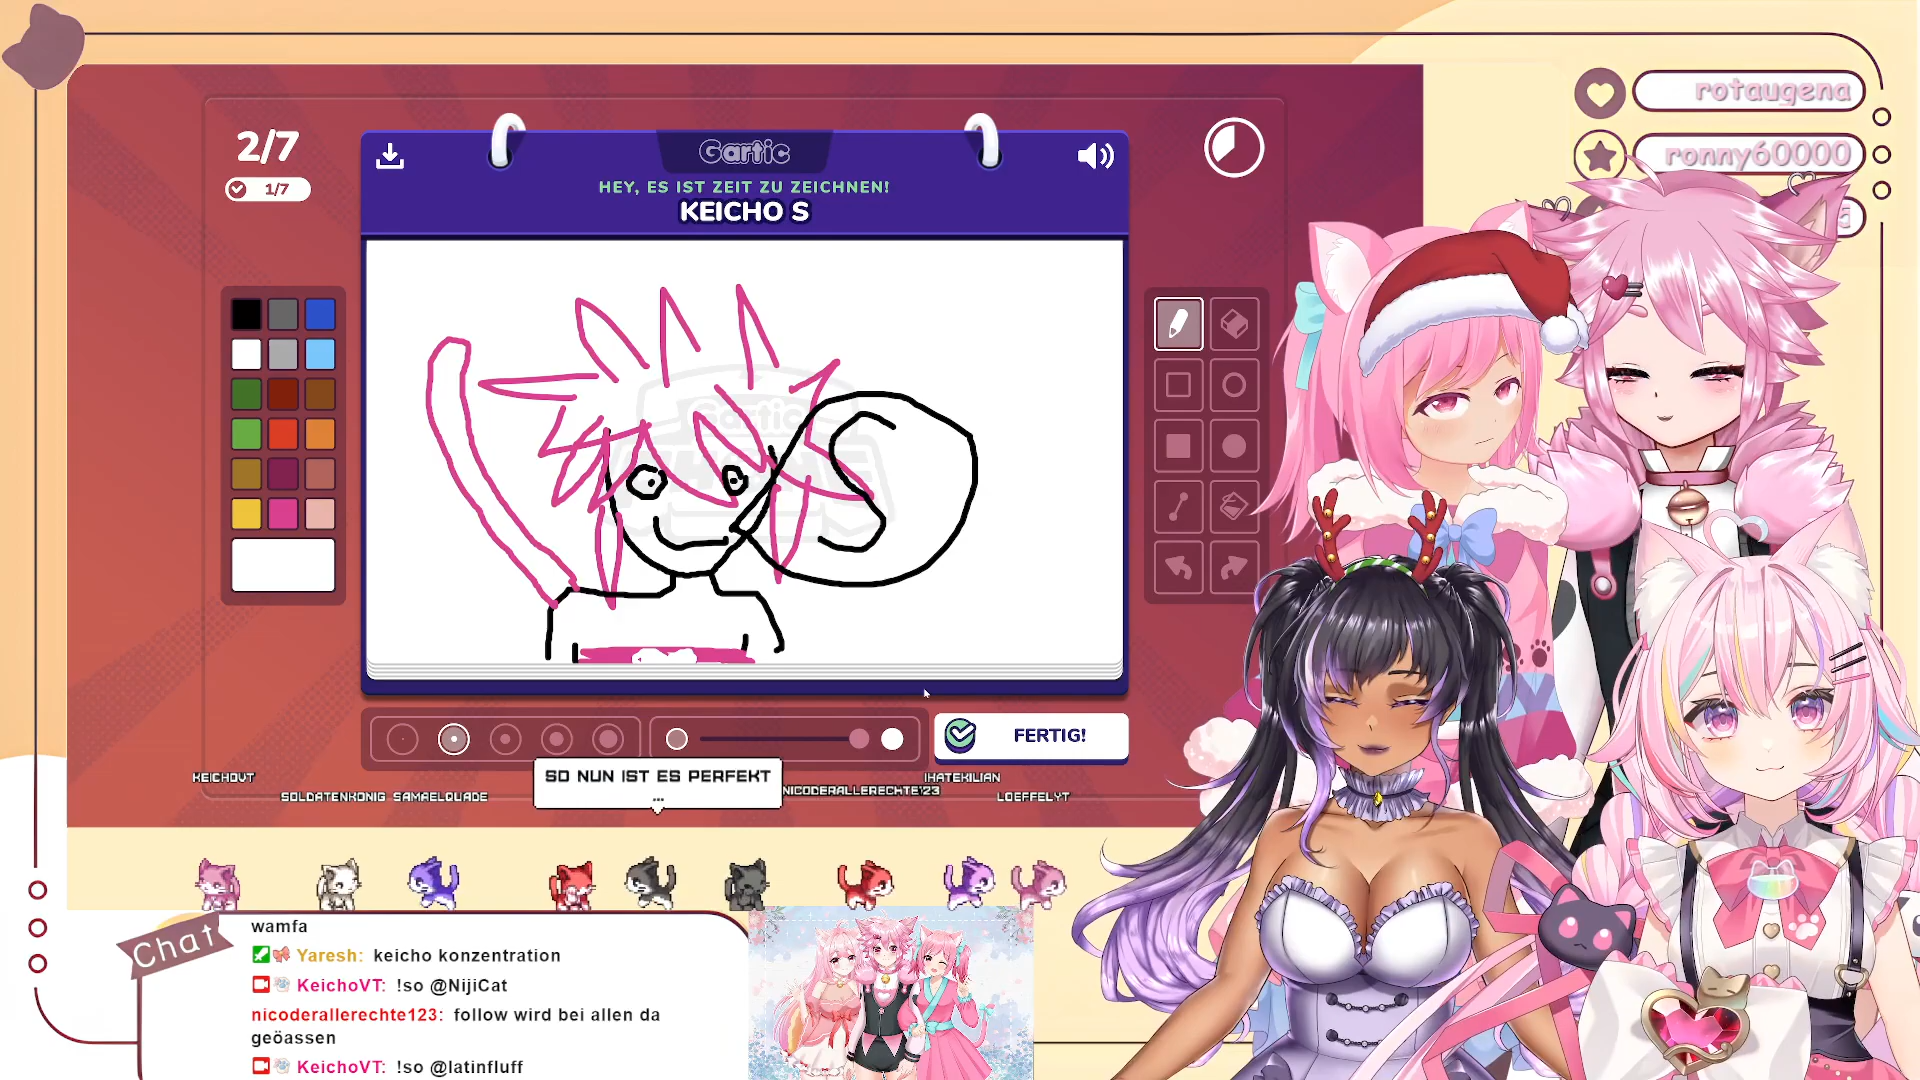 rotaugena
ronny60000
2/7
1/7
Gartic
HEY, ES IST ZEIT ZU ZEICHNEN!
KEICHO S
Gartic
S
FERTIG!
SO NUN IST ES PERFEKT
...
KEICHOVT
SOLDATENKONIG
SAMAELQUADE
NICODERALLERECHTE123
IHATEKILIAN
LOEFFELYT
Chat
wamfa
Yaresh: keicho konzentration
KeichoVT: !so @NijiCat
nicoderallerechte123: follow wird bei allen da
geöassen
KeichoVT: !so @latinfluff